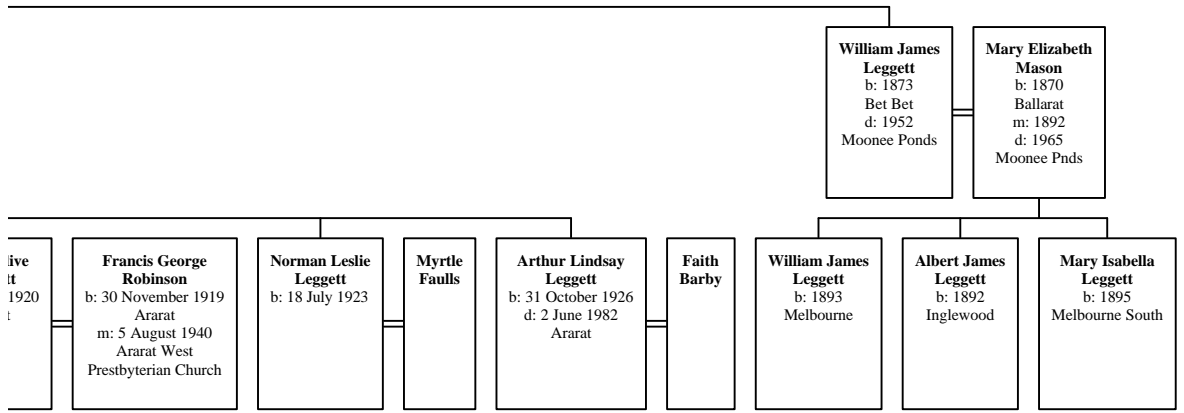 William James
Leggett
b: 1873
Bet Bet
d: 1952
Moonee Ponds
Mary Elizabeth
Mason
b: 1870
Ballarat
m: 1892
d: 1965
Moonee Pnds
live
tt
1920
t
Francis George
Robinson
b: 30 November 1919
Ararat
m: 5 August 1940
Ararat West
Presbyterian Church
Norman Leslie
Leggett
b: 18 July 1923
Myrtle
Faulls
Arthur Lindsay
Leggett
b: 31 October 1926
d: 2 June 1982
Ararat
Faith
Barby
William James
Leggett
b: 1893
Melbourne
Albert James
Leggett
b: 1892
Inglewood
Mary Isabella
Leggett
b: 1895
Melbourne South